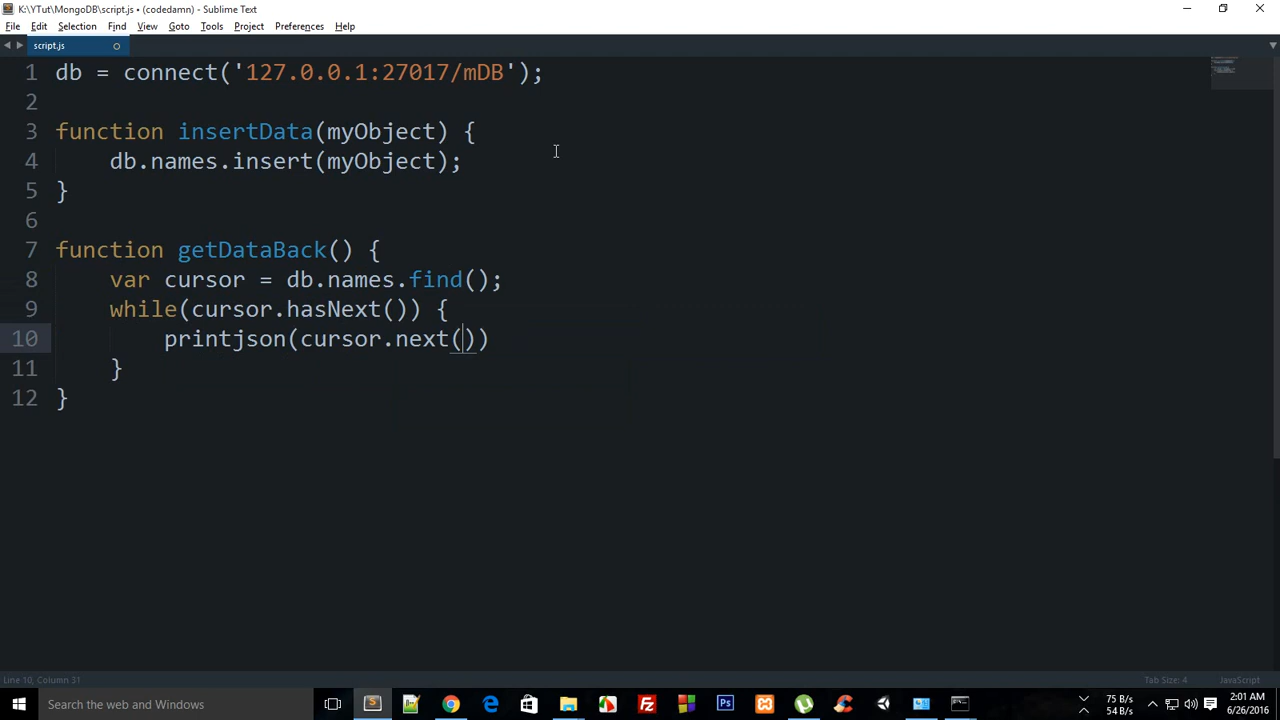 K:\YTut\MongoDB\script.js • (codedamn) - Sublime Text
File Edit Selection Find View Goto Tools Project Preferences Help
script.js
1 db = connect('127.0.0.1:27017/mDB');
2
3 function insertData(myObject) {
4     db.names.insert(myObject);
5 }
6
7 function getDataBack() {
8     var cursor = db.names.find();
9     while(cursor.hasNext()) {
10         printjson(cursor.next())
11     }
12 }
Line 10, Column 31 Tab Size: 4 JavaScript
Search the web and Windows
75 B/s
54 B/s
2:01 AM
6/26/2016